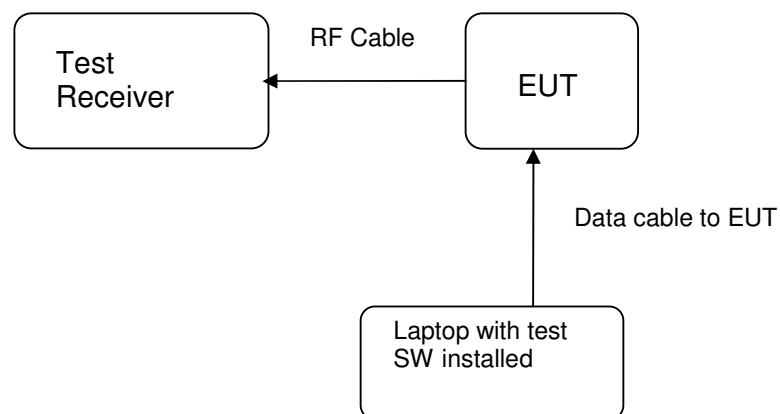 RF Cable
Test
Receiver
EUT
Data cable to EUT
Laptop with test
SW installed